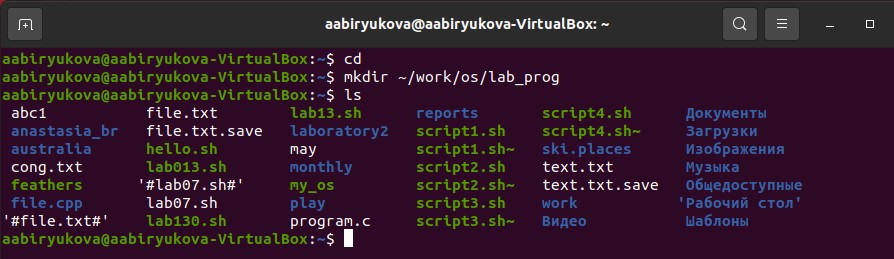 aabiryukova@aabiryukova-VirtualBox: ~
aabiryukova@aabiryukova-VirtualBox:~$ cd
aabiryukova@aabiryukova-VirtualBox:~$ mkdir ~/work/os/lab_prog
aabiryukova@aabiryukova-VirtualBox:~$ ls
abc1 file.txt lab13.sh reports script4.sh Документы
anastasia_br file.txt.save laboratory2 script1.sh script4.sh~ Загрузки
australia hello.sh may script1.sh~ ski.places Изображения
cong.txt lab013.sh monthly script2.sh text.txt Музыка
feathers '#lab07.sh#' my_os script2.sh~ text.txt.save Общедоступные
file.cpp lab07.sh play script3.sh work 'Рабочий стол'
'#file.txt#' lab130.sh program.c script3.sh~ Видео Шаблоны
aabiryukova@aabiryukova-VirtualBox:~$